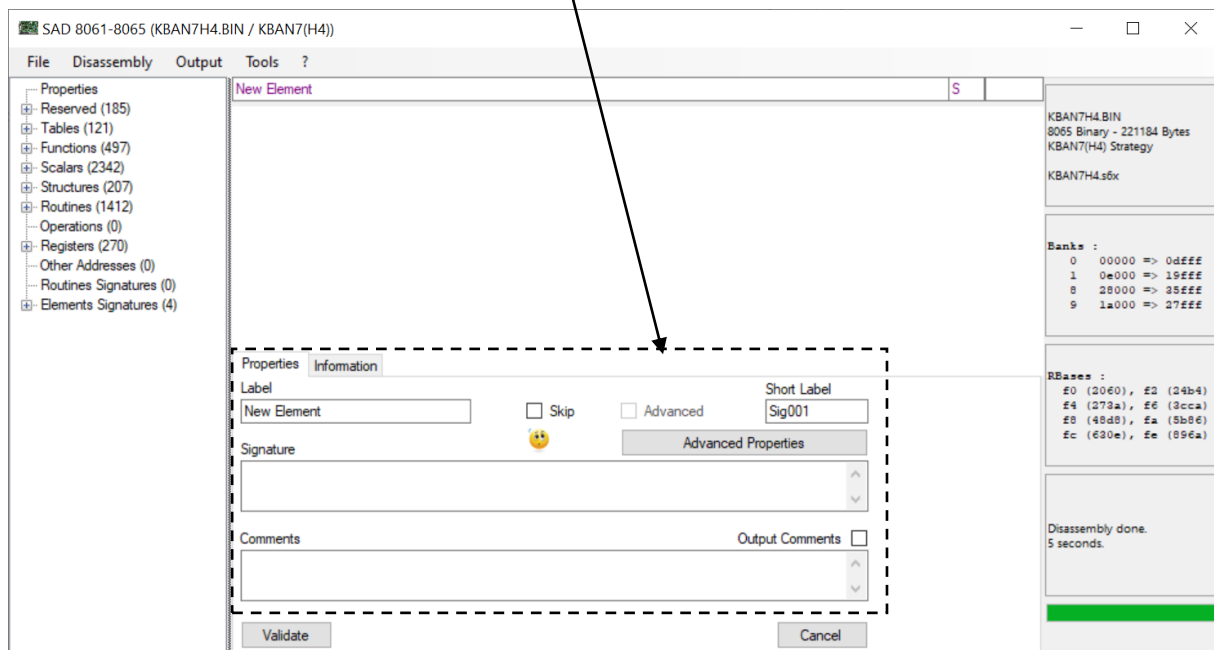 SAD 8061-8065 (KBAN7H4.BIN / KBAN7(H4))
File Disassembly Output Tools ?
Properties
Reserved (185)
Tables (121)
Functions (497)
Scalars (2342)
Structures (207)
Routines (1412)
Operations (0)
Registers (270)
Other Addresses (0)
Routines Signatures (0)
Elements Signatures (4)
New Element S
Properties Information
Label Short Label
New Element Skip Advanced Sig001
Signature Advanced Properties
Comments Output Comments
Validate Cancel
KBAN7H4.BIN
8065 Binary - 221184 Bytes
KBAN7(H4) Strategy
KBAN7H4.s6x
Banks :
0 00000 => 0dfff
1 0e000 => 19fff
8 28000 => 35fff
9 1a000 => 27fff
RBases :
f0 (2060), f2 (24b4)
f4 (273a), f6 (3cca)
f8 (48d8), fa (5b86)
fc (630e), fe (896a)
Disassembly done.
5 seconds.